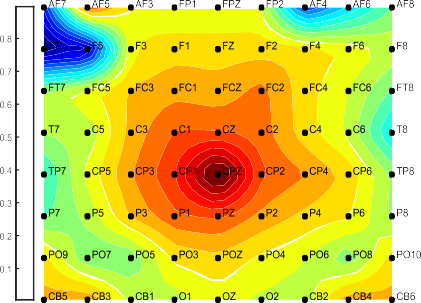 AF7 AF5 AF3 FP1 FPZ FP2 AF4 AF6 AF8
0.8
F5 F3 F1 FZ F2 F4 F6 F8
0.7
FT7 FC5 FC3 FC1 FCZ FC2 FC4 FC6 FT8
0.6
T7 C5 C3 C1 CZ C2 C4 C6 T8
0.5
0.4
TP7 CP5 CP3 CP1 CPZ CP2 CP4 CP6 TP8
0.3
P7 P5 P3 P1 PZ P2 P4 P6 P8
0.2
PO9 PO7 PO5 PO3 POZ PO4 PO6 PO8 PO10
0.1
CB5 CB3 CB1 O1 OZ O2 CB2 CB4 CB6